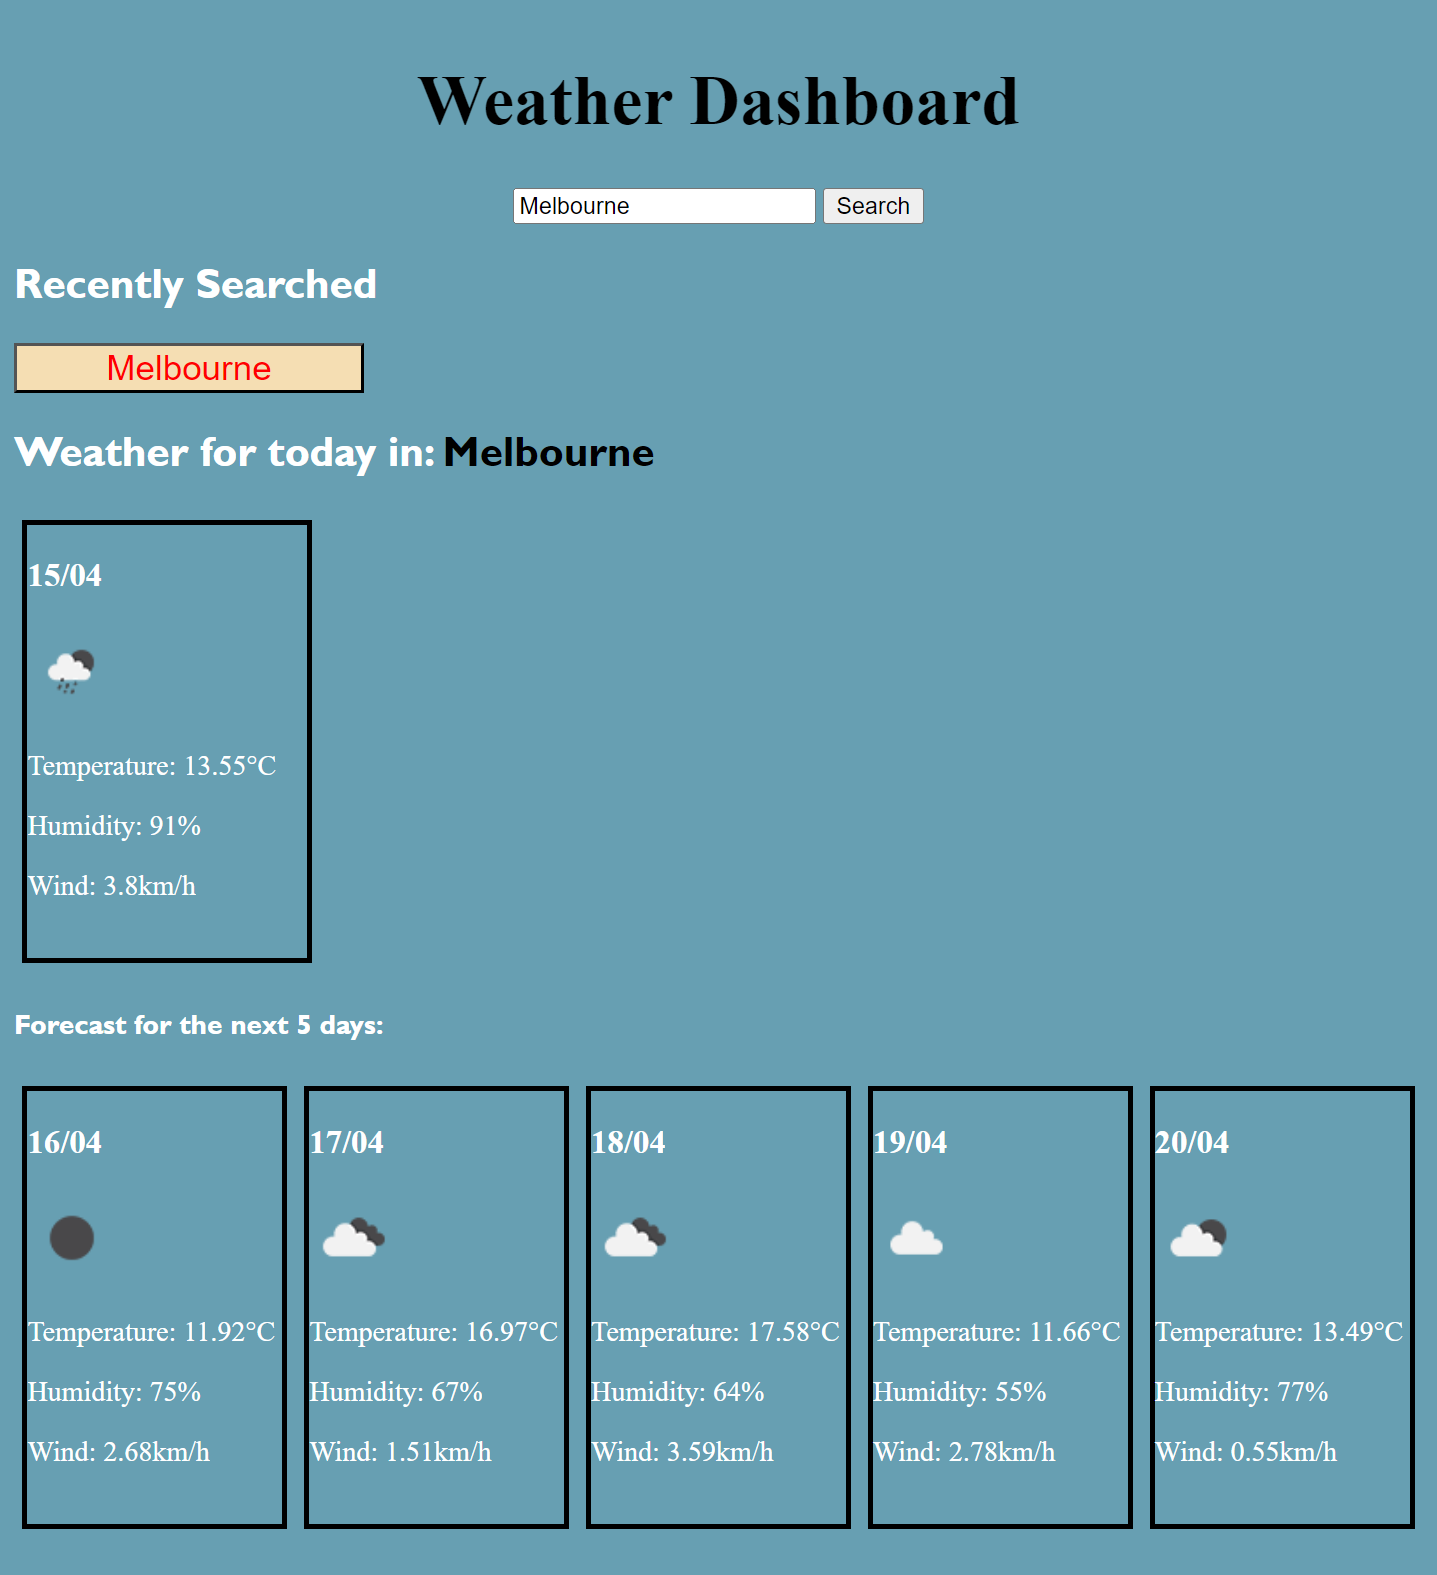 Weather Dashboard
Melbourne Search
Recently Searched
Melbourne
Weather for today in: Melbourne
15/04
Temperature: 13.55°C
Humidity: 91%
Wind: 3.8km/h
Forecast for the next 5 days:
16/04
Temperature: 11.92°C
Humidity: 75%
Wind: 2.68km/h
17/04
Temperature: 16.97°C
Humidity: 67%
Wind: 1.51km/h
18/04
Temperature: 17.58°C
Humidity: 64%
Wind: 3.59km/h
19/04
Temperature: 11.66°C
Humidity: 55%
Wind: 2.78km/h
20/04
Temperature: 13.49°C
Humidity: 77%
Wind: 0.55km/h